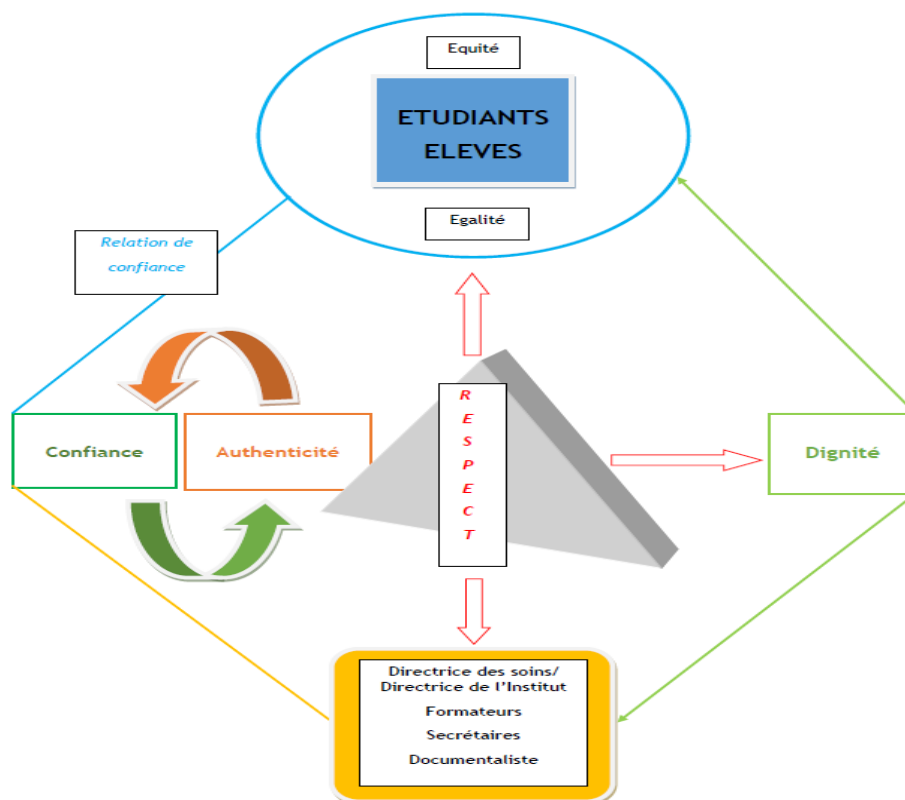 Equité
ETUDIANTS
ELEVES
Egalité
Relation de
confiance
Confiance
Authenticité
R
E
S
P
E
C
T
Dignité
Directrice des soins/
Directrice de l'Institut
Formateurs
Secrétaires
Documentaliste